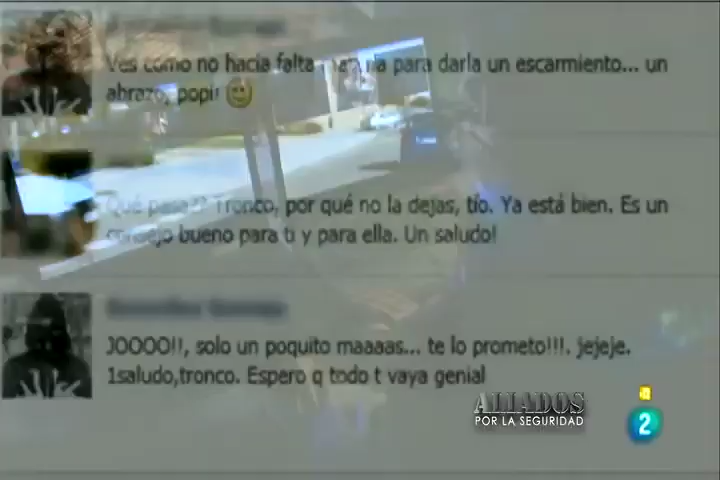 Ves como no hacia falta para darla un escarmiento... un
abrazo, popi!
Qué pasa!? Tronco, por qué no la dejas, tío. Ya está bien. Es un
consejo bueno para ti y para ella. Un saludo!
JOOOO!!, solo un poquito maaaas... te lo prometo!!!. jejeje.
1saludo,tronco. Espero q todo t vaya genial
ALIADOS
POR LA SEGURIDAD
2